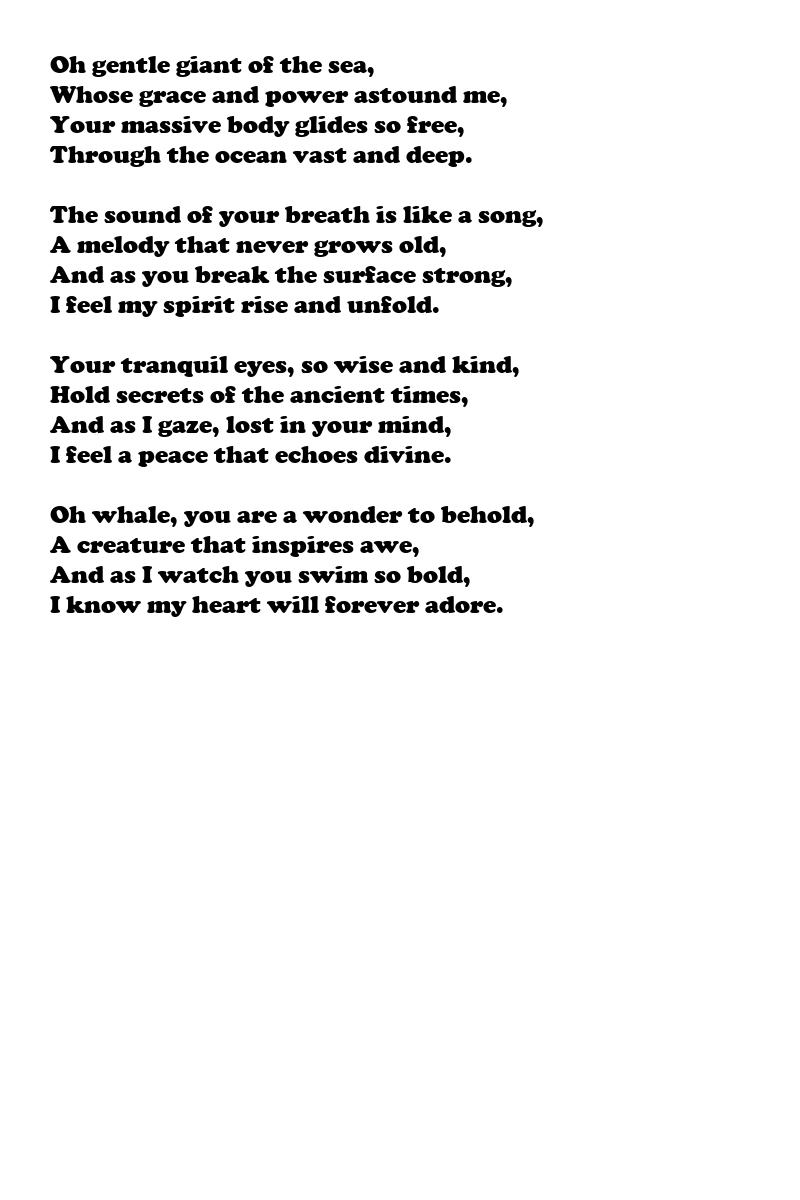 Oh gentle giant of the sea,
Whose grace and power astound me,
Your massive body glides so free,
Through the ocean vast and deep.

The sound of your breath is like a song,
A melody that never grows old,
And as you break the surface strong,
I feel my spirit rise and unfold.

Your tranquil eyes, so wise and kind,
Hold secrets of the ancient times,
And as I gaze, lost in your mind,
I feel a peace that echoes divine.

Oh whale, you are a wonder to behold,
A creature that inspires awe,
And as I watch you swim so bold,
I know my heart will forever adore.